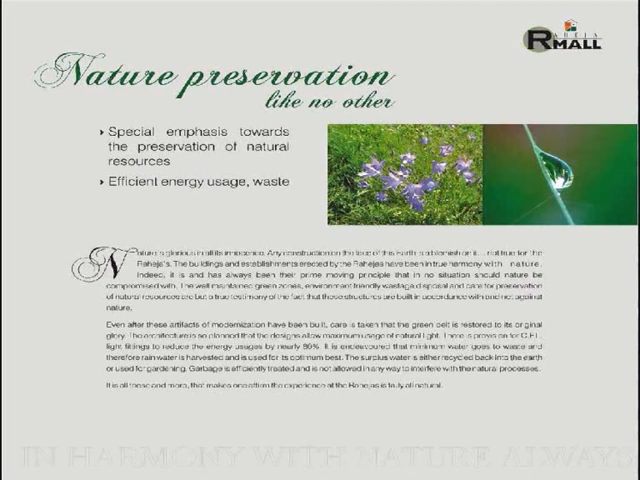 RAHEJA
RMALL
Nature preservation
like no other
Special emphasis towards
the preservation of natural
resources
Efficient energy usage, waste
Nature is glorious in all its innocence. Any construction on the face of this Earth is a blemish on it... not true for the
Raheja's. The buildings and establishments erected by the Rahejas have been in true harmony with nature.
Indeed, it is and has always been their prime moving principle that in no situation should nature be
compromised with. The well maintained green zones, environment friendly wastage disposal and care for preservation
of natural resources are but a true testimony of the fact that these structures are built in accordance with and not against
nature.
Even after these artifacts of modernization have been built, care is taken that the green belt is restored to its original
glory. The architecture is so planned that the designs allow maximum usage of natural light. There is provision for C.F.L.
light fittings to reduce the energy usages by nearly 80%. It is endeavoured that minimum water goes to waste and
therefore rain water is harvested and is used for its optimum best. The surplus water is either recycled back into the earth
or used for gardening. Garbage is efficiently treated and is not allowed in any way to interfere with the natural processes.
It is all these and more, that makes one affirm the experience at the Rahejas is truly all natural.
IN HARMONY WITH NATURE ALWAYS